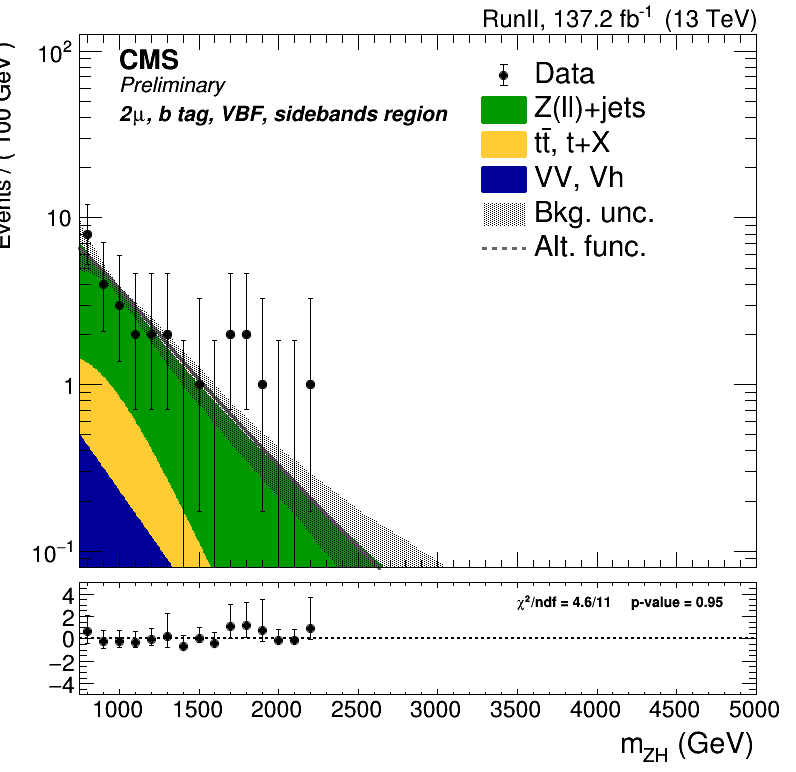 RunII, 137.2 fb⁻¹ (13 TeV)
CMS
Preliminary
2μ, b tag, VBF, sidebands region
Data
Z(ll)+jets
tt̄, t+X
VV, Vh
Bkg. unc.
Alt. func.
Events / ( 100 GeV )
10²
10
1
10⁻¹
χ²/ndf = 4.6/11 p-value = 0.95
4
2
0
−2
−4
1000 1500 2000 2500 3000 3500 4000 4500 5000
m_ZH (GeV)